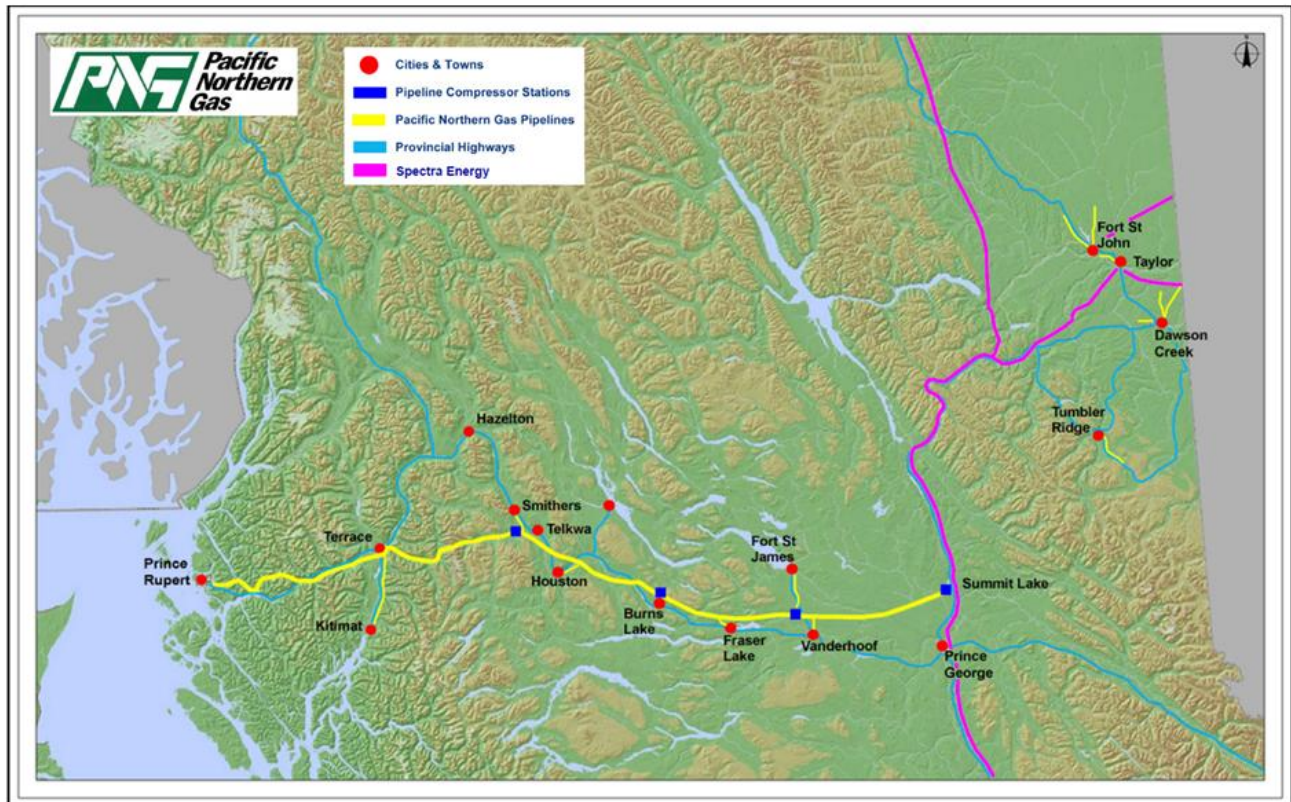 PNG
Pacific
Northern
Gas
Cities & Towns
Pipeline Compressor Stations
Pacific Northern Gas Pipelines
Provincial Highways
Spectra Energy
Fort St
John
Taylor
Dawson
Creek
Tumbler
Ridge
Hazelton
Smithers
Telkwa
Terrace
Fort St
James
Prince
Rupert
Houston
Summit Lake
Kitimat
Burns
Lake
Fraser
Lake
Vanderhoof
Prince
George